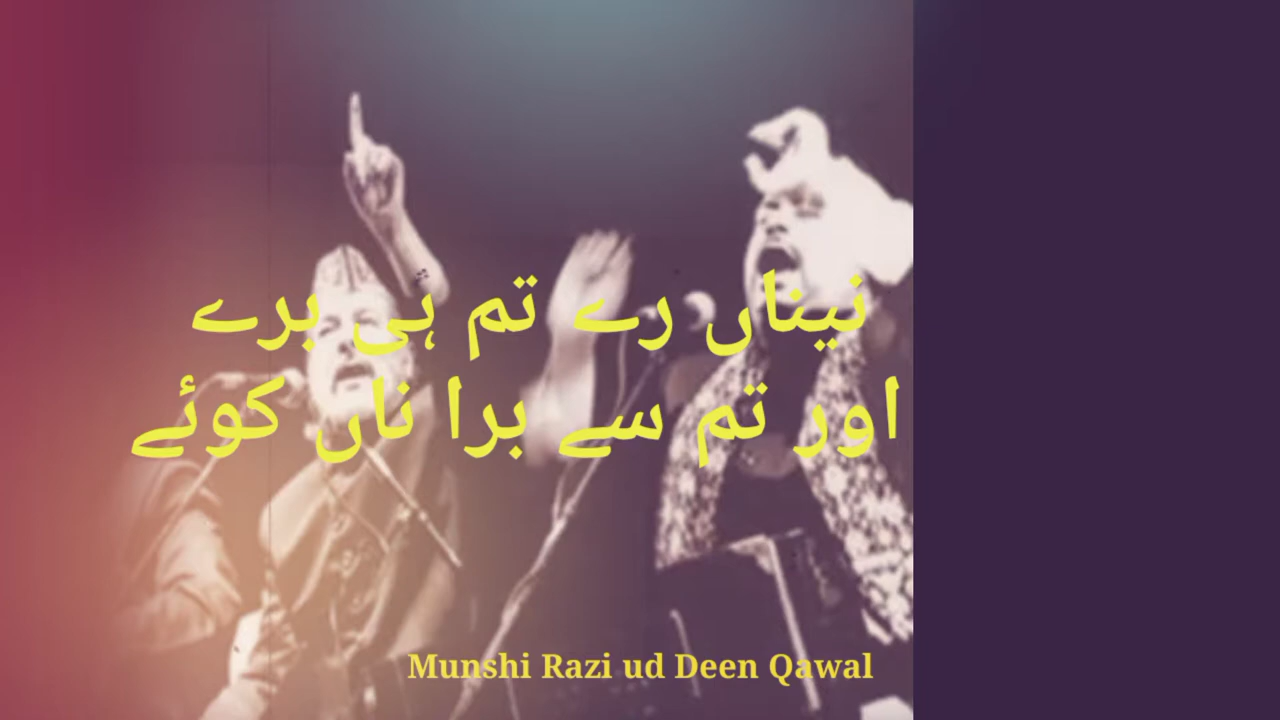 نیناں رے تم ہی برے
اور تم سے برا ناں کوئے
Munshi Razi ud Deen Qawal